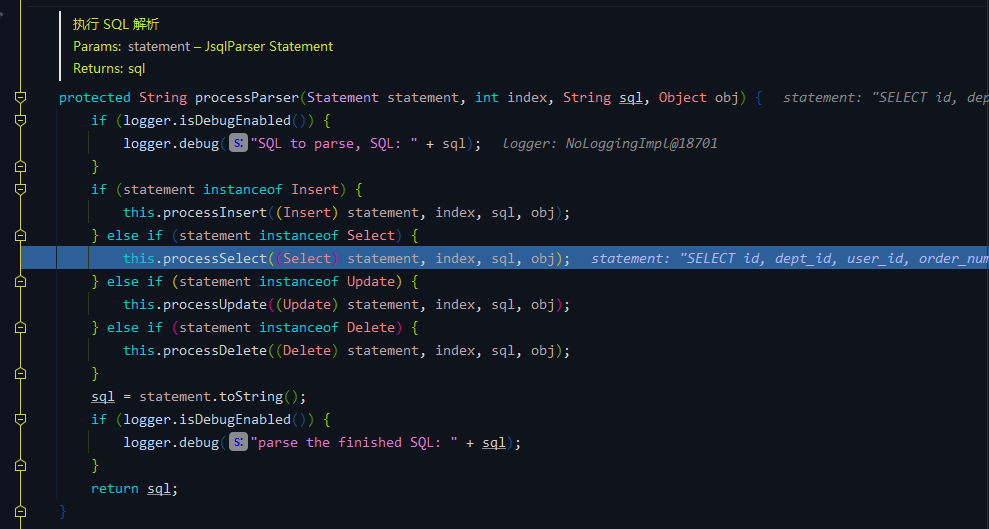 执行 SQL 解析
Params: statement – JsqlParser Statement
Returns: sql
protected String processParser(Statement statement, int index, String sql, Object obj) { statement: "SELECT id, dep
if (logger.isDebugEnabled()) {
logger.debug( s: "SQL to parse, SQL: " + sql); logger: NoLoggingImpl@18701
}
if (statement instanceof Insert) {
this.processInsert((Insert) statement, index, sql, obj);
} else if (statement instanceof Select) {
this.processSelect((Select) statement, index, sql, obj); statement: "SELECT id, dept_id, user_id, order_num
} else if (statement instanceof Update) {
this.processUpdate((Update) statement, index, sql, obj);
} else if (statement instanceof Delete) {
this.processDelete((Delete) statement, index, sql, obj);
}
sql = statement.toString();
if (logger.isDebugEnabled()) {
logger.debug( s: "parse the finished SQL: " + sql);
}
return sql;
}